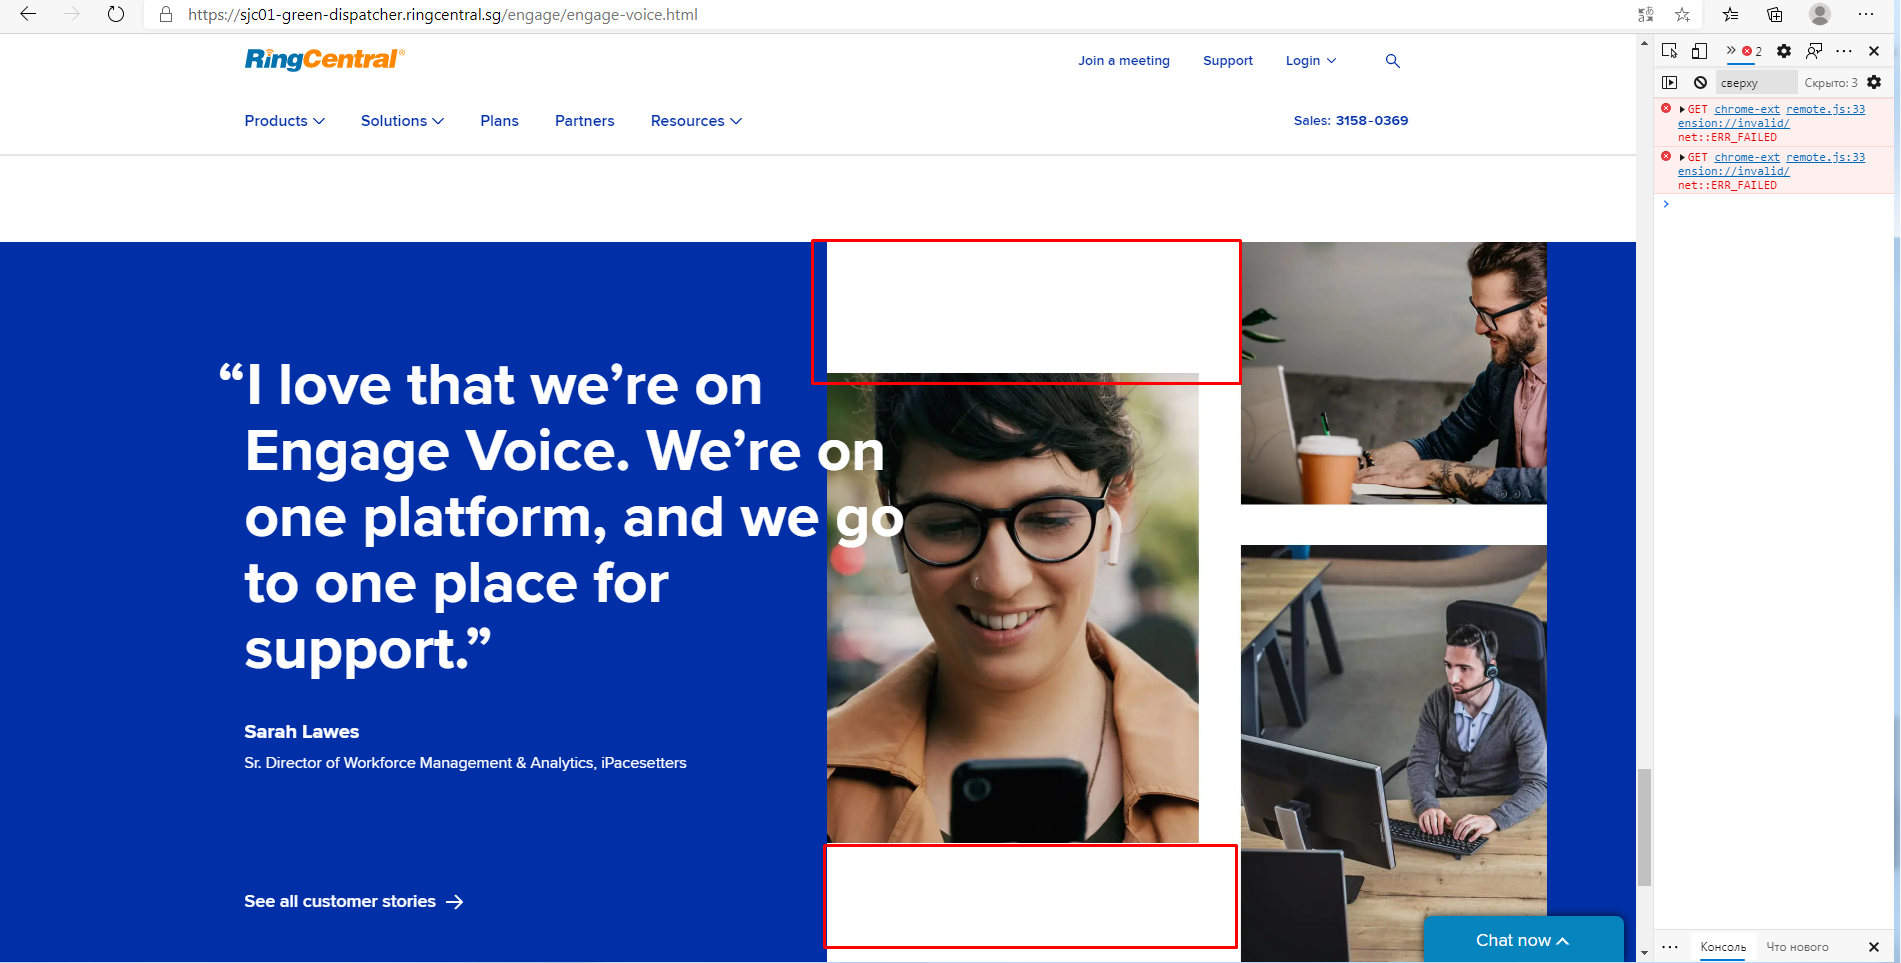 https://sjc01-green-dispatcher.ringcentral.sg/engage/engage-voice.html
RingCentral®
Join a meeting Support Login
Products Solutions Plans Partners Resources
Sales: 3158-0369
“I love that we’re on
Engage Voice. We’re on
one platform, and we go
to one place for
support.”
Sarah Lawes
Sr. Director of Workforce Management & Analytics, iPacesetters
See all customer stories
Chat now
2
сверху Скрыто: 3
GET chrome-ext remote.js:33
ension://invalid/
net::ERR_FAILED
GET chrome-ext remote.js:33
ension://invalid/
net::ERR_FAILED
Консоль Что нового